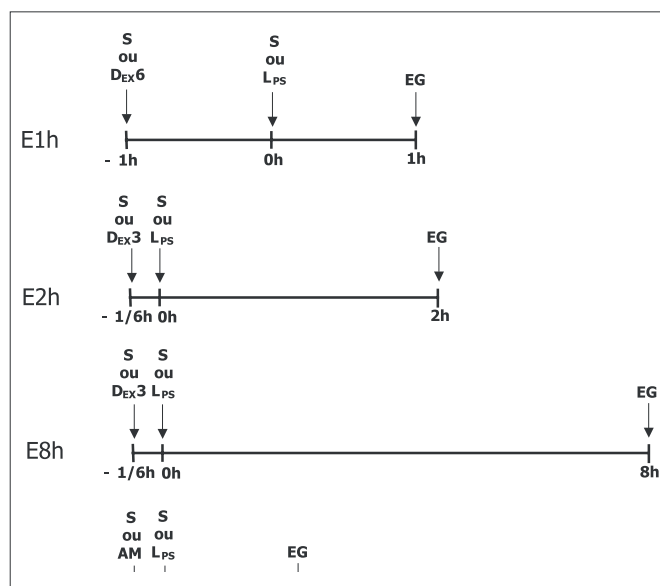 S S
ou ou
DEX6 LPS EG
E1h
- 1h 0h 1h
S S
ou ou
DEX3 LPS EG
E2h
- 1/6h 0h 2h
S S
ou ou
DEX3 LPS EG
E8h
- 1/6h 0h 8h
S S
ou ou
AM LPS EG